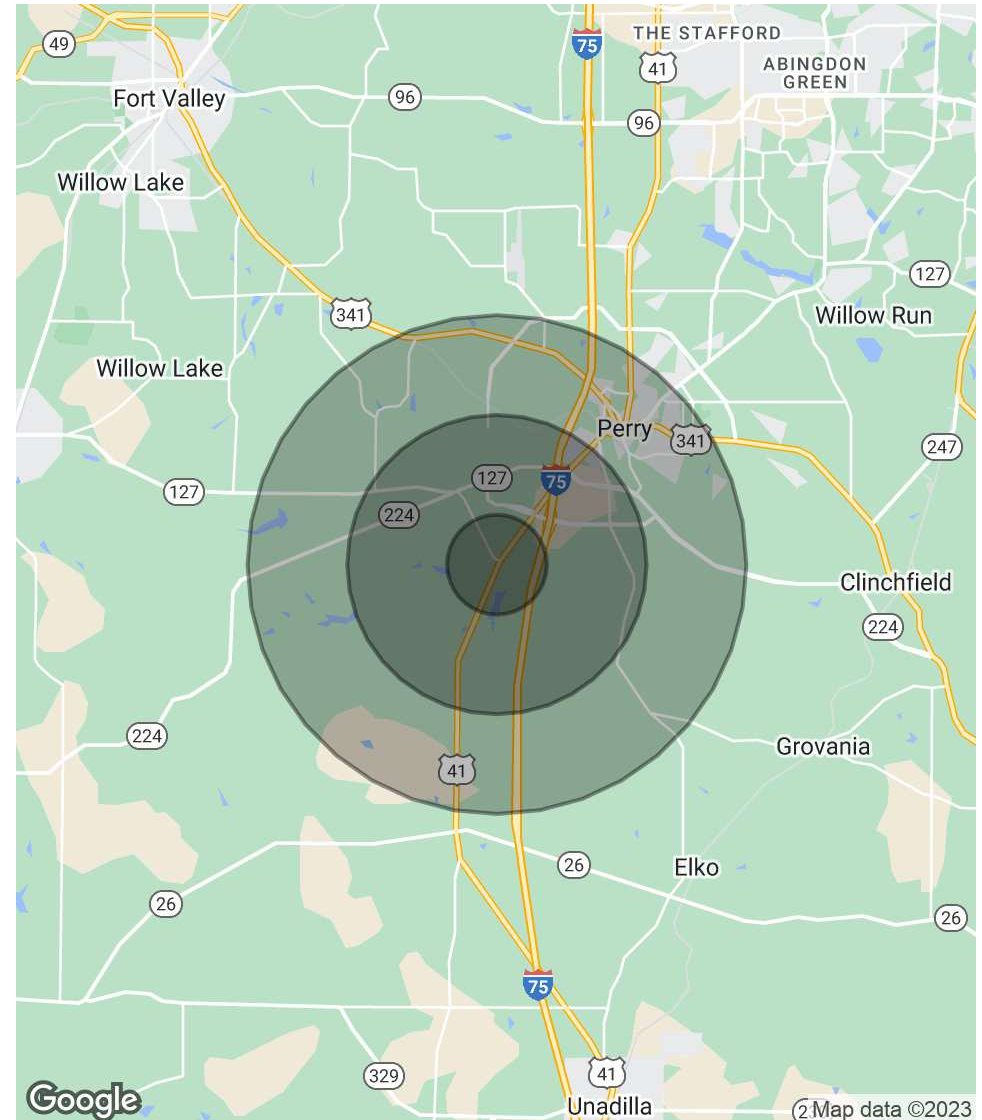 75
THE STAFFORD
49
41
ABINGDON
GREEN
Fort Valley
96
96
Willow Lake
127
341
Willow Run
Willow Lake
Perry
341
247
127
75
127
224
Clinchfield
224
224
Grovania
41
26
Elko
26
26
75
41
329
Google
Unadilla
Map data ©2023